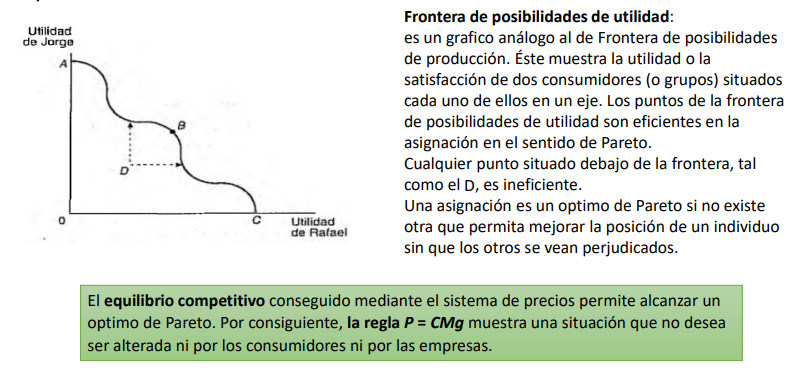 Utilidad
de Jorge
A
B
D
0
C
Utilidad
de Rafael
Frontera de posibilidades de utilidad:
es un grafico análogo al de Frontera de posibilidades
de producción. Éste muestra la utilidad o la
satisfacción de dos consumidores (o grupos) situados
cada uno de ellos en un eje. Los puntos de la frontera
de posibilidades de utilidad son eficientes en la
asignación en el sentido de Pareto.
Cualquier punto situado debajo de la frontera, tal
como el D, es ineficiente.
Una asignación es un optimo de Pareto si no existe
otra que permita mejorar la posición de un individuo
sin que los otros se vean perjudicados.
El equilibrio competitivo conseguido mediante el sistema de precios permite alcanzar un
optimo de Pareto. Por consiguiente, la regla P = CMg muestra una situación que no desea
ser alterada ni por los consumidores ni por las empresas.